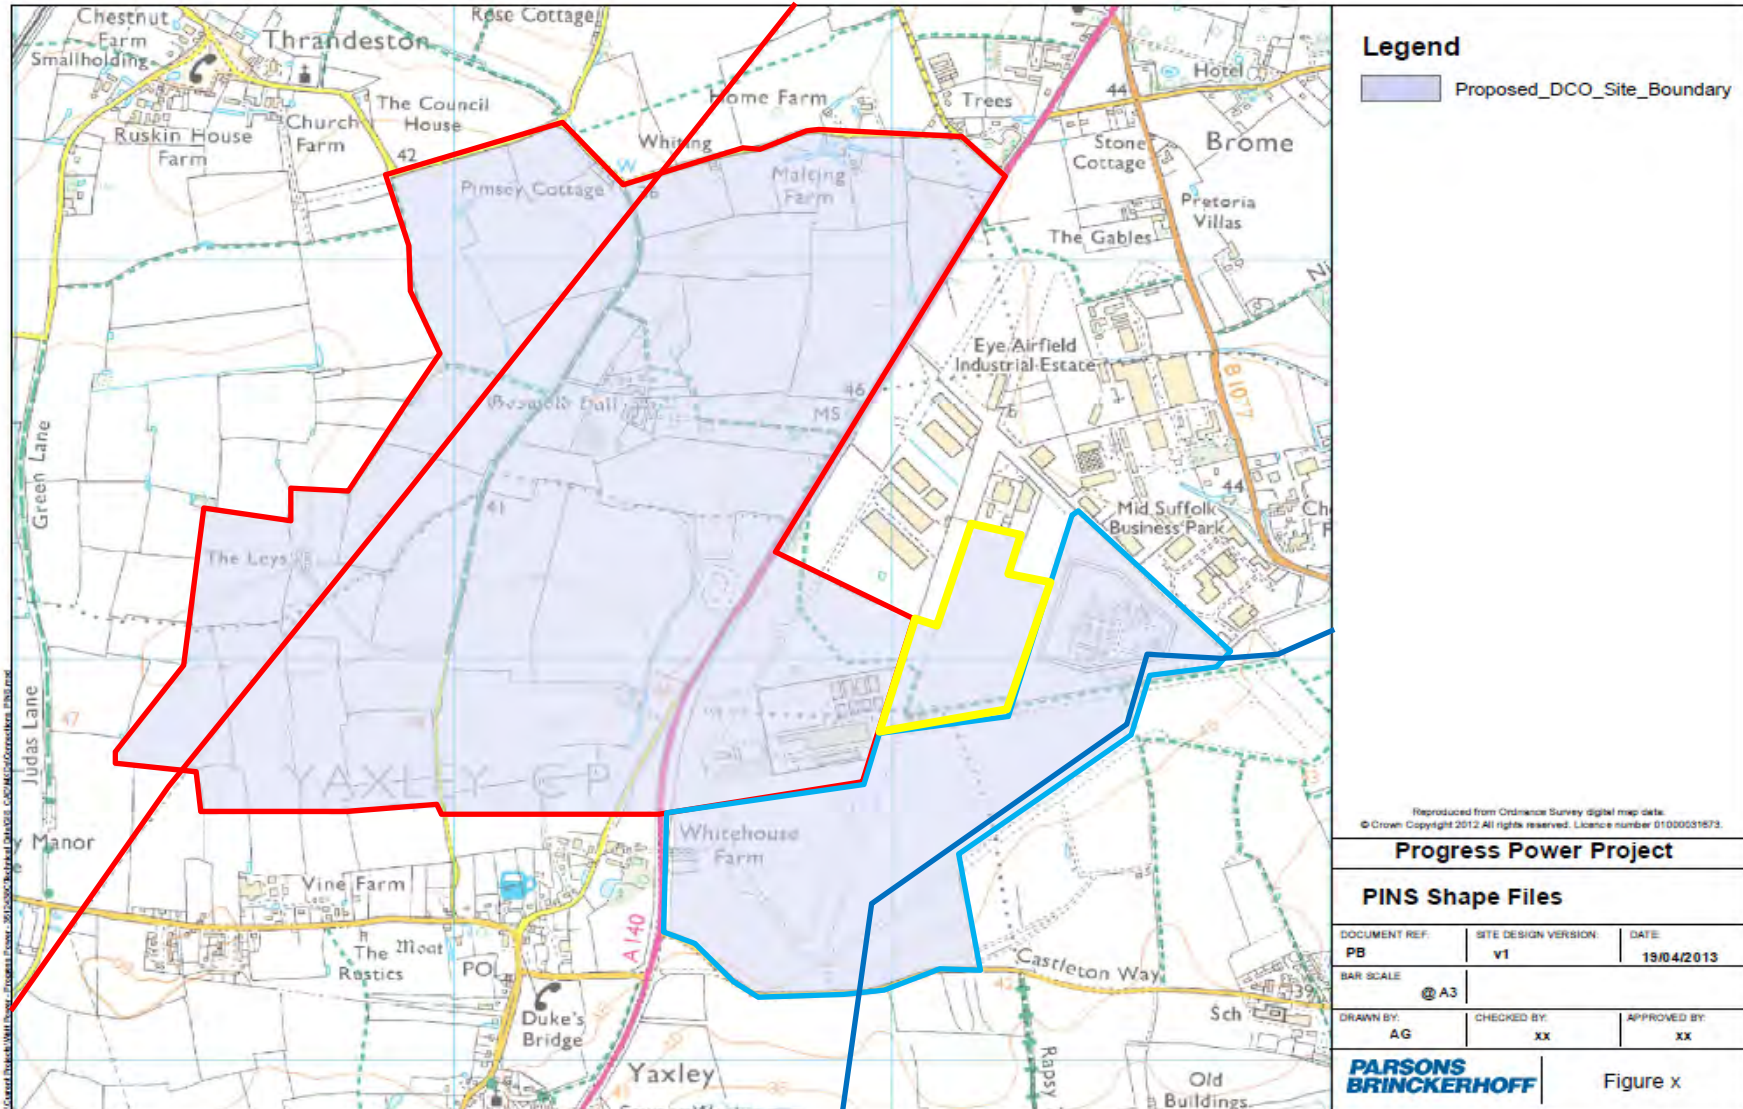 Chestnut
Farm
Smallholding
Thrandeston
Rose Cottage
The Council
House
Church
Farm
Ruskin House
Farm
42
Home Farm
Whiting
W
Pimsey Cottage
Malting
Farm
Trees
Hotel
44
Stone
Cottage
Brome
Pretoria
Villas
The Gables
Eye Airfield
Industrial Estate
B1077
46
MS
Green Lane
41
The Leys
Mid Suffolk
Business Park
44
Judas Lane
47
YAXLEY CP
Whitehouse
Farm
y Manor
Vine Farm
The
Rustics
Moat
PO
A140
Duke's
Bridge
Castleton Way
Sch
Yaxley
Rapsy
Old
Buildings
Legend
Proposed_DCO_Site_Boundary
Reproduced from Ordnance Survey digital map data.
© Crown Copyright 2012 All rights reserved. Licence number 01000031673.
Progress Power Project
PINS Shape Files
DOCUMENT REF:
PB
SITE DESIGN VERSION:
v1
DATE:
19/04/2013
BAR SCALE
@ A3
DRAWN BY:
AG
CHECKED BY:
xx
APPROVED BY:
xx
PARSONS
BRINCKERHOFF
Figure x